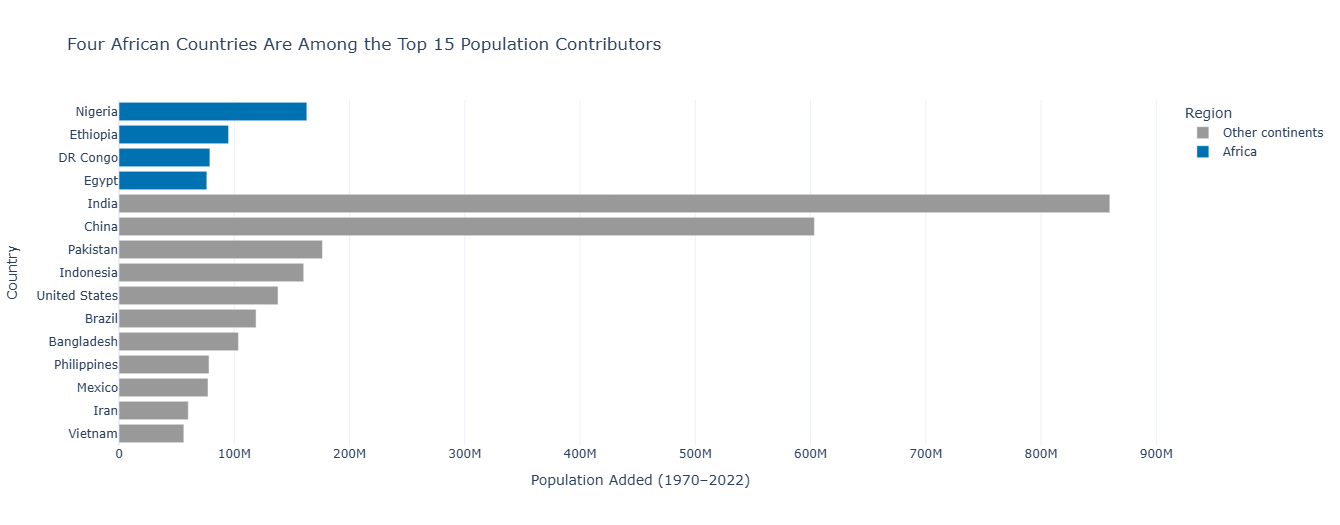 Four African Countries Are Among the Top 15 Population Contributors
Country
Nigeria
Ethiopia
DR Congo
Egypt
India
China
Pakistan
Indonesia
United States
Brazil
Bangladesh
Philippines
Mexico
Iran
Vietnam
0 100M 200M 300M 400M 500M 600M 700M 800M 900M
Population Added (1970–2022)
Region
Other continents
Africa